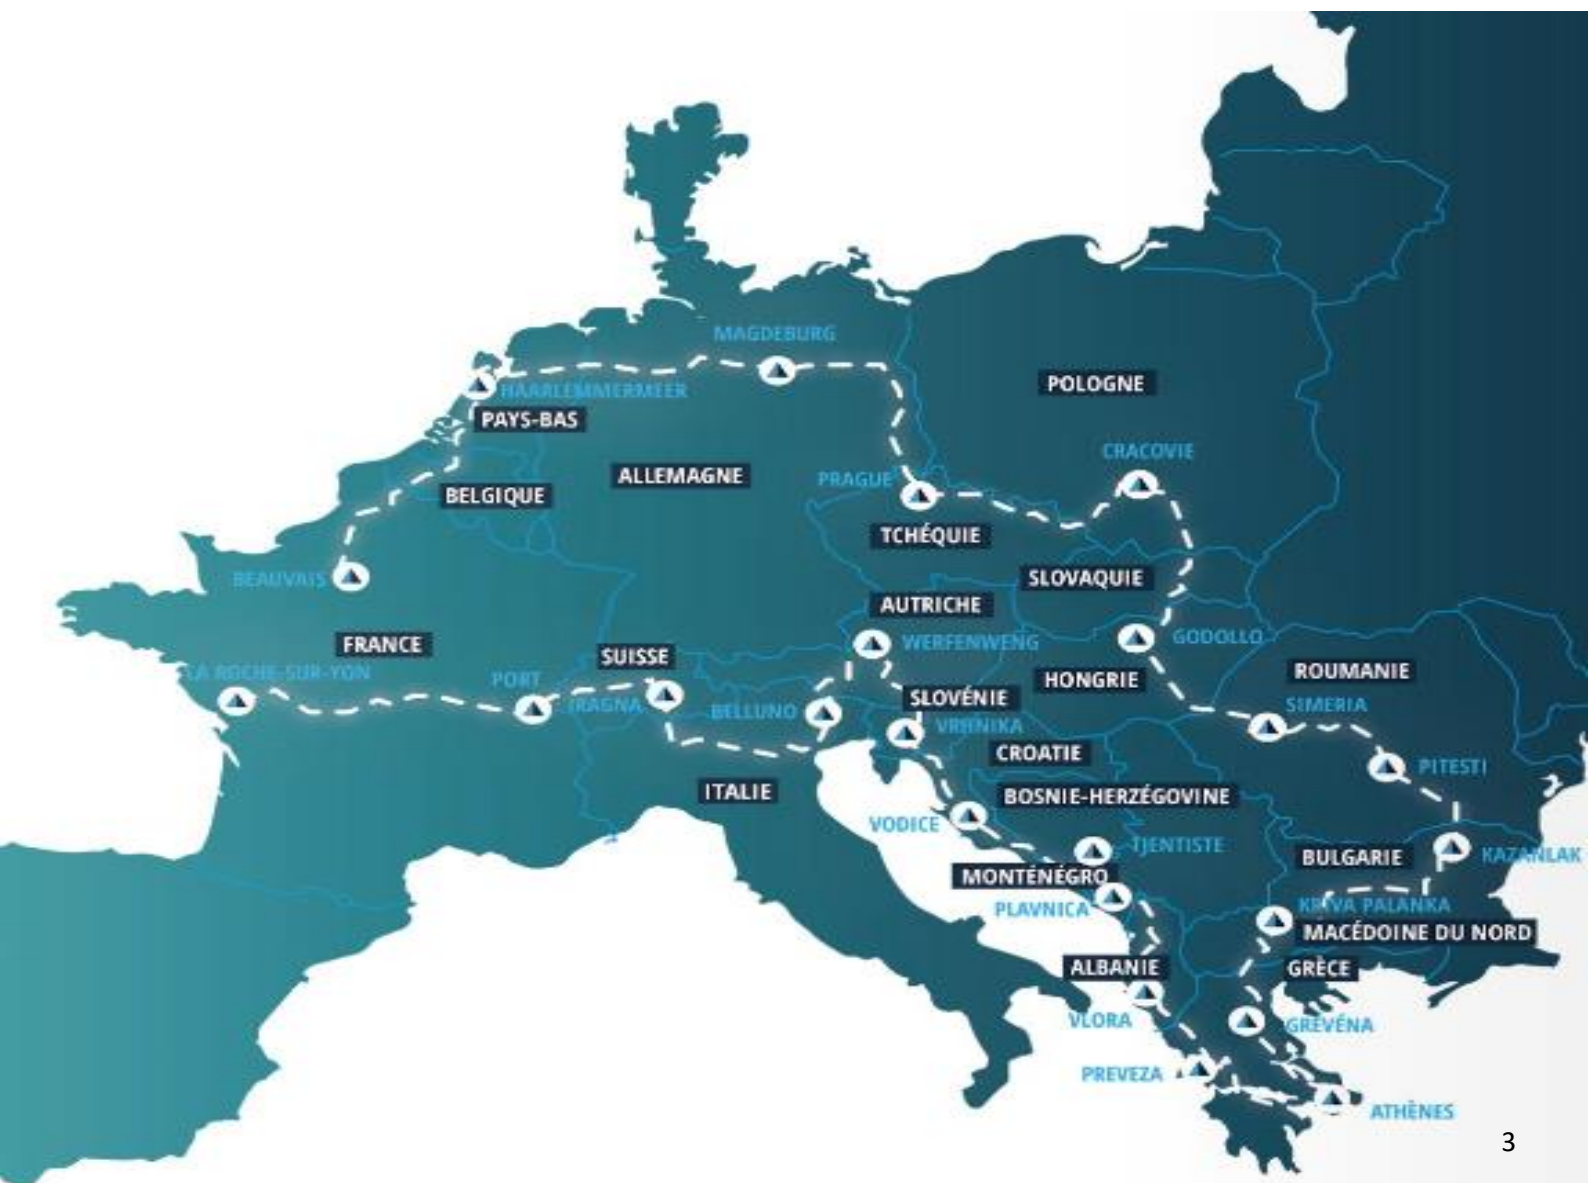 MAGDEBURG
POLOGNE
HAARLEMMERMEER
PAYS-BAS
CRACOVIE
ALLEMAGNE
PRAGUE
BELGIQUE
TCHÉQUIE
BEAUVAIS
SLOVAQUIE
AUTRICHE
FRANCE
WERFENWENG
GODOLLO
SUISSE
LA ROCHE-SUR-YON
PORT
ROUMANIE
HONGRIE
IRAGNA
SLOVÉNIE
SIMERIA
BELLUNO
VRHNIKA
CROATIE
PITESTI
ITALIE
BOSNIE-HERZÉGOVINE
VODICE
TJENTISTE
BULGARIE
KAZANLAK
MONTÉNÉGRO
PLAVNICA
KRIVA PALANKA
MACÉDOINE DU NORD
ALBANIE
GRÈCE
VLORA
GREVÉNA
PREVEZA
ATHÈNES
3